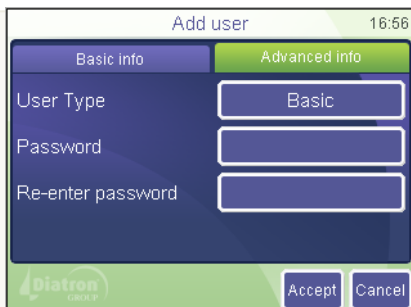 Add user 16:56
Basic info Advanced info
User Type Basic
Password
Re-enter password
Diatron
GROUP
Accept Cancel